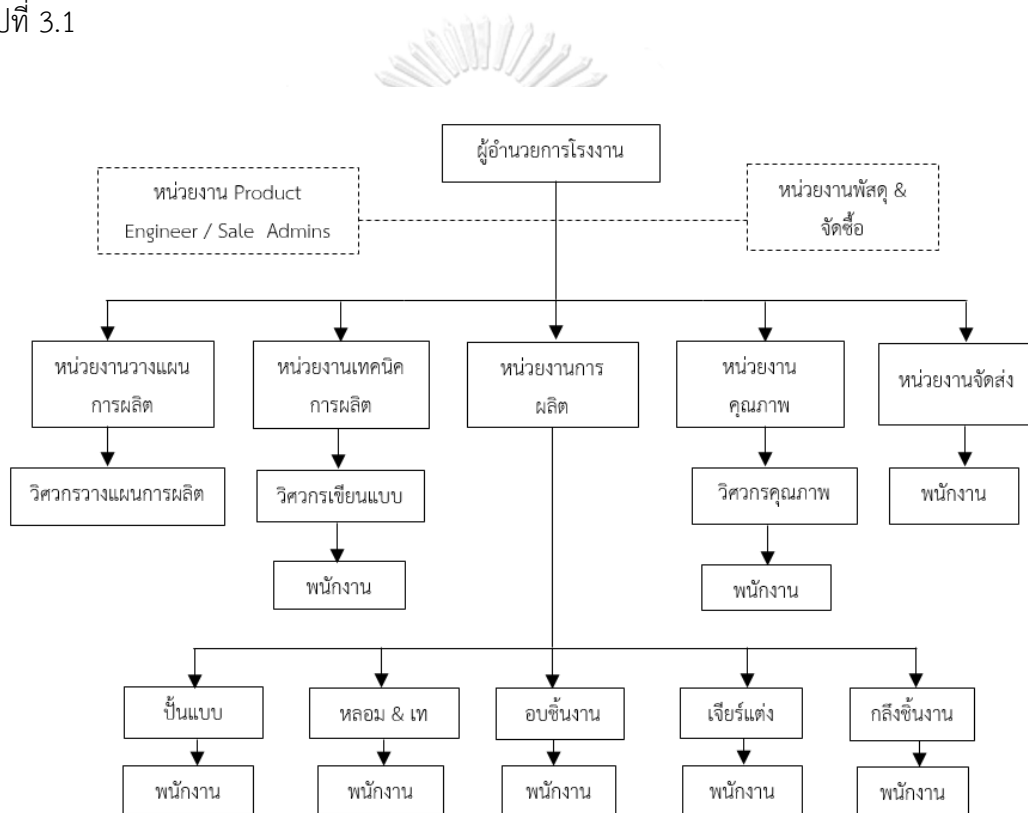 ปที่ 3.1
ผู้อำนวยการโรงงาน
หน่วยงาน Product
Engineer / Sale Admins
หน่วยงานพัสดุ &
จัดซื้อ
หน่วยงานวางแผน
การผลิต
หน่วยงานเทคนิค
การผลิต
หน่วยงานการ
ผลิต
หน่วยงาน
คุณภาพ
หน่วยงานจัดส่ง
วิศวกรวางแผนการผลิต
วิศวกรเขียนแบบ
วิศวกรคุณภาพ
พนักงาน
พนักงาน
พนักงาน
ปั้นแบบ
หลอม & เท
อบชิ้นงาน
เจียร์แต่ง
กลึงชิ้นงาน
พนักงาน
พนักงาน
พนักงาน
พนักงาน
พนักงาน